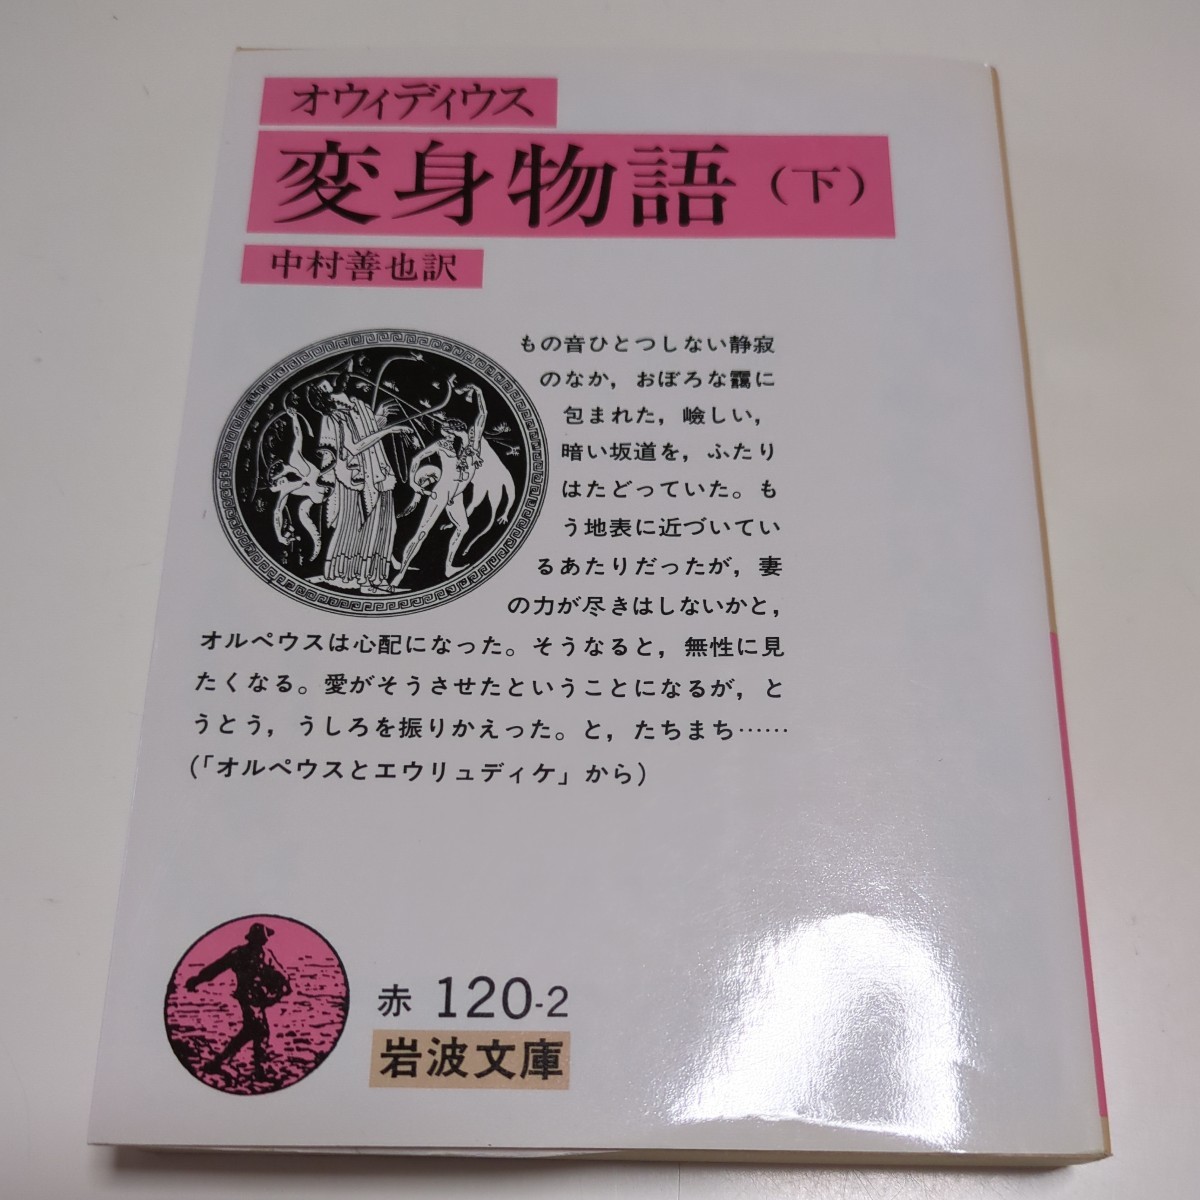 オウィディウス
変身物語（下）
中村善也訳
もの音ひとつしない静寂
のなか，おぼろな靄に
包まれた，嶮しい，
暗い坂道を，ふたり
はたどっていた。も
う地表に近づいてい
るあたりだったが，妻
の力が尽きはしないかと，
オルペウスは心配になった。そうなると，無性に見
たくなる。愛がそうさせたということになるが，と
うとう，うしろを振りかえった。と，たちまち……
（「オルペウスとエウリュディケ」から）
赤 120-2
岩波文庫